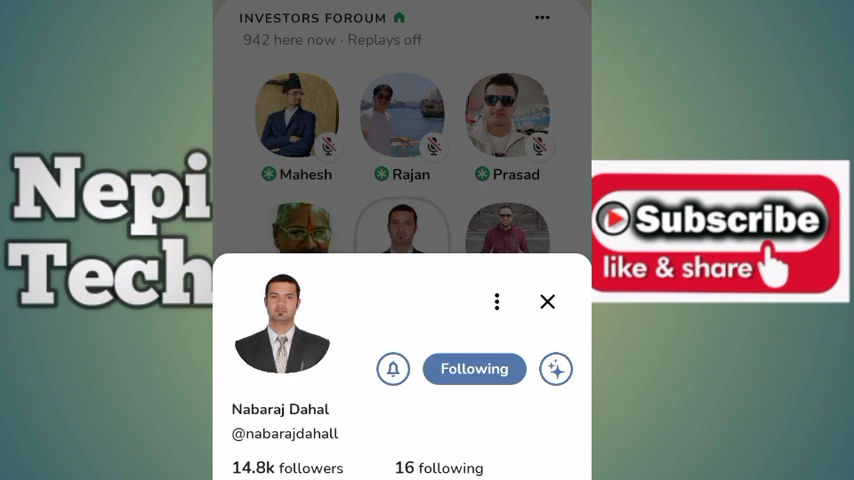 INVESTORS FOROUM
942 here now · Replays off
Mahesh
Rajan
Prasad
Nepi
Tech
Subscribe
like & share
Following
Nabaraj Dahal
@nabarajdahall
14.8k followers
16 following